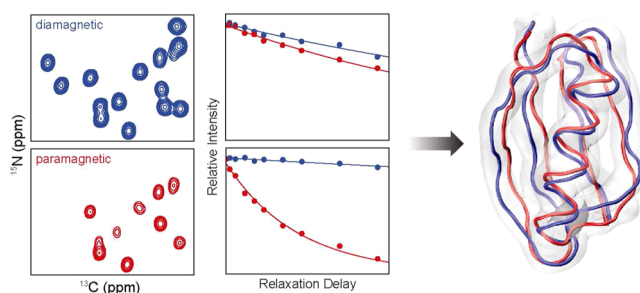 diamagnetic
paramagnetic
¹⁵N (ppm)
¹³C (ppm)
Relative Intensity
Relaxation Delay